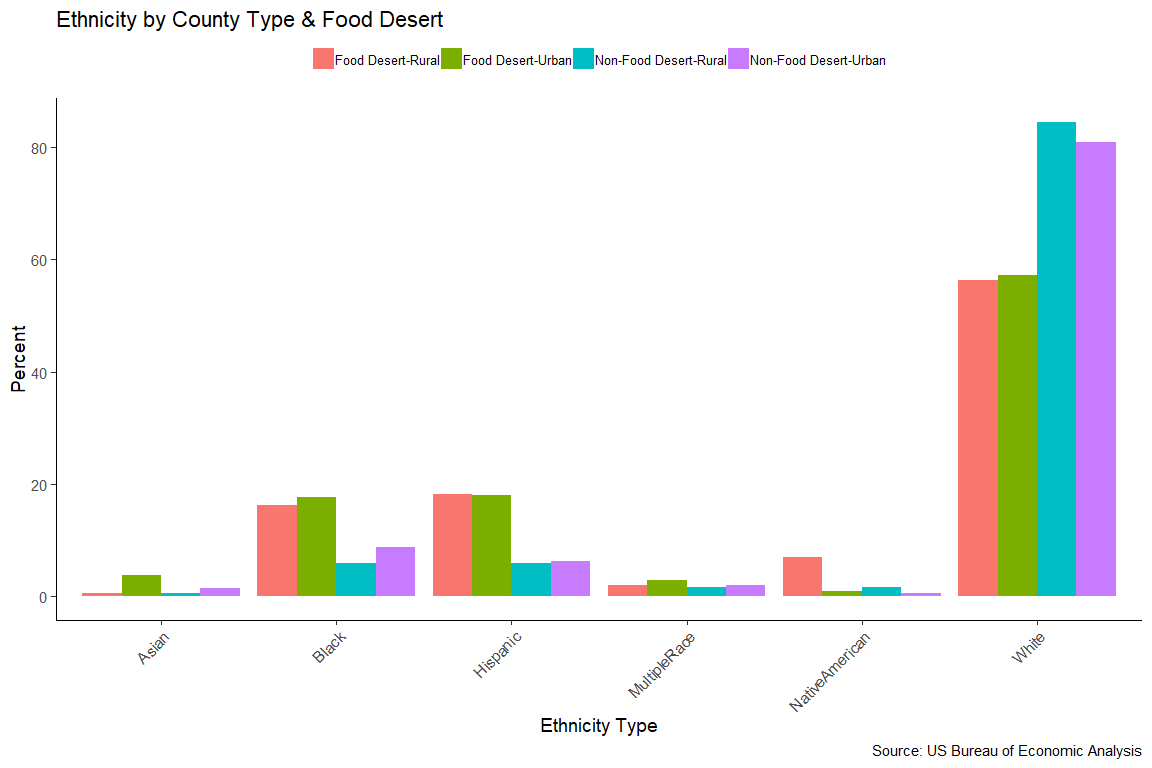 Ethnicity by County Type & Food Desert
Food Desert-Rural Food Desert-Urban Non-Food Desert-Rural Non-Food Desert-Urban
Percent
80
60
40
20
0
Asian
Black
Hispanic
MultipleRace
NativeAmerican
White
Ethnicity Type
Source: US Bureau of Economic Analysis